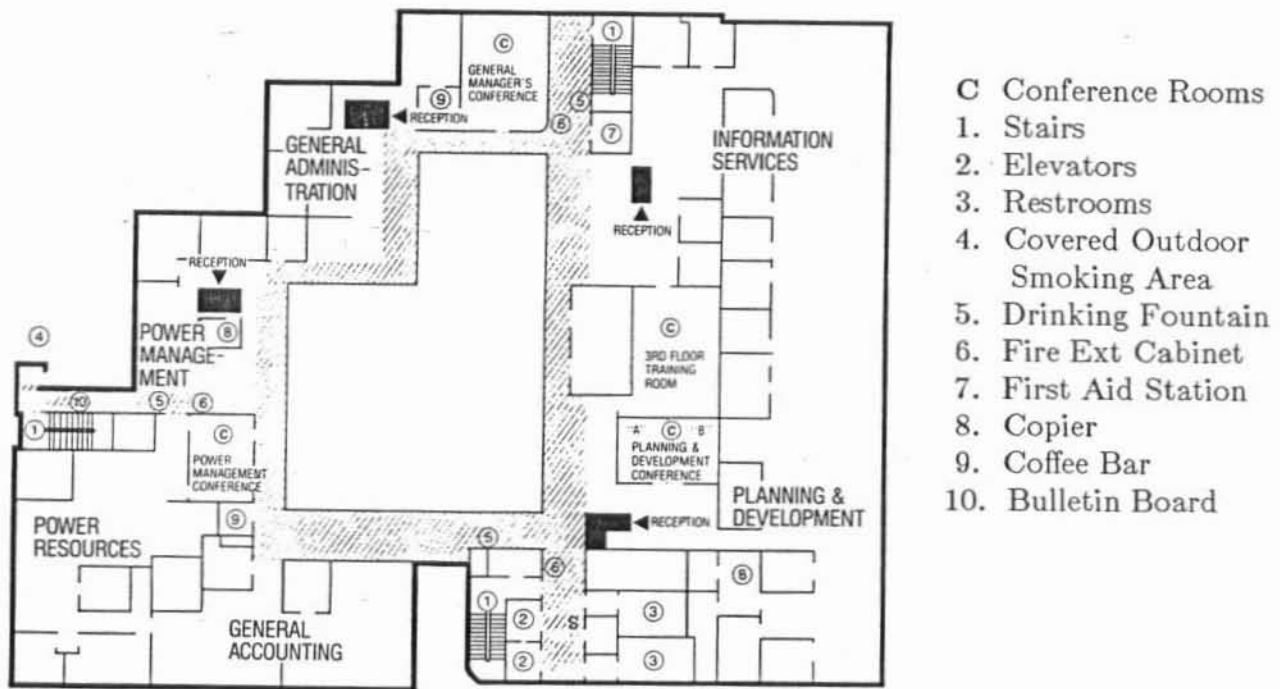 C
GENERAL
MANAGER'S
CONFERENCE
1
9
RECEPTION
5
6
7
GENERAL
ADMINIS-
TRATION
INFORMATION
SERVICES
RECEPTION
RECEPTION
8
POWER
MANAGE-
MENT
4
10
5
6
1
C
POWER
MANAGEMENT
CONFERENCE
9
POWER
RESOURCES
GENERAL
ACCOUNTING
C
3RD FLOOR
TRAINING
ROOM
A C B
PLANNING &
DEVELOPMENT
CONFERENCE
PLANNING &
DEVELOPMENT
RECEPTION
5
6
8
1
2
S
3
2
3
C Conference Rooms
1. Stairs
2. Elevators
3. Restrooms
4. Covered Outdoor
Smoking Area
5. Drinking Fountain
6. Fire Ext Cabinet
7. First Aid Station
8. Copier
9. Coffee Bar
10. Bulletin Board